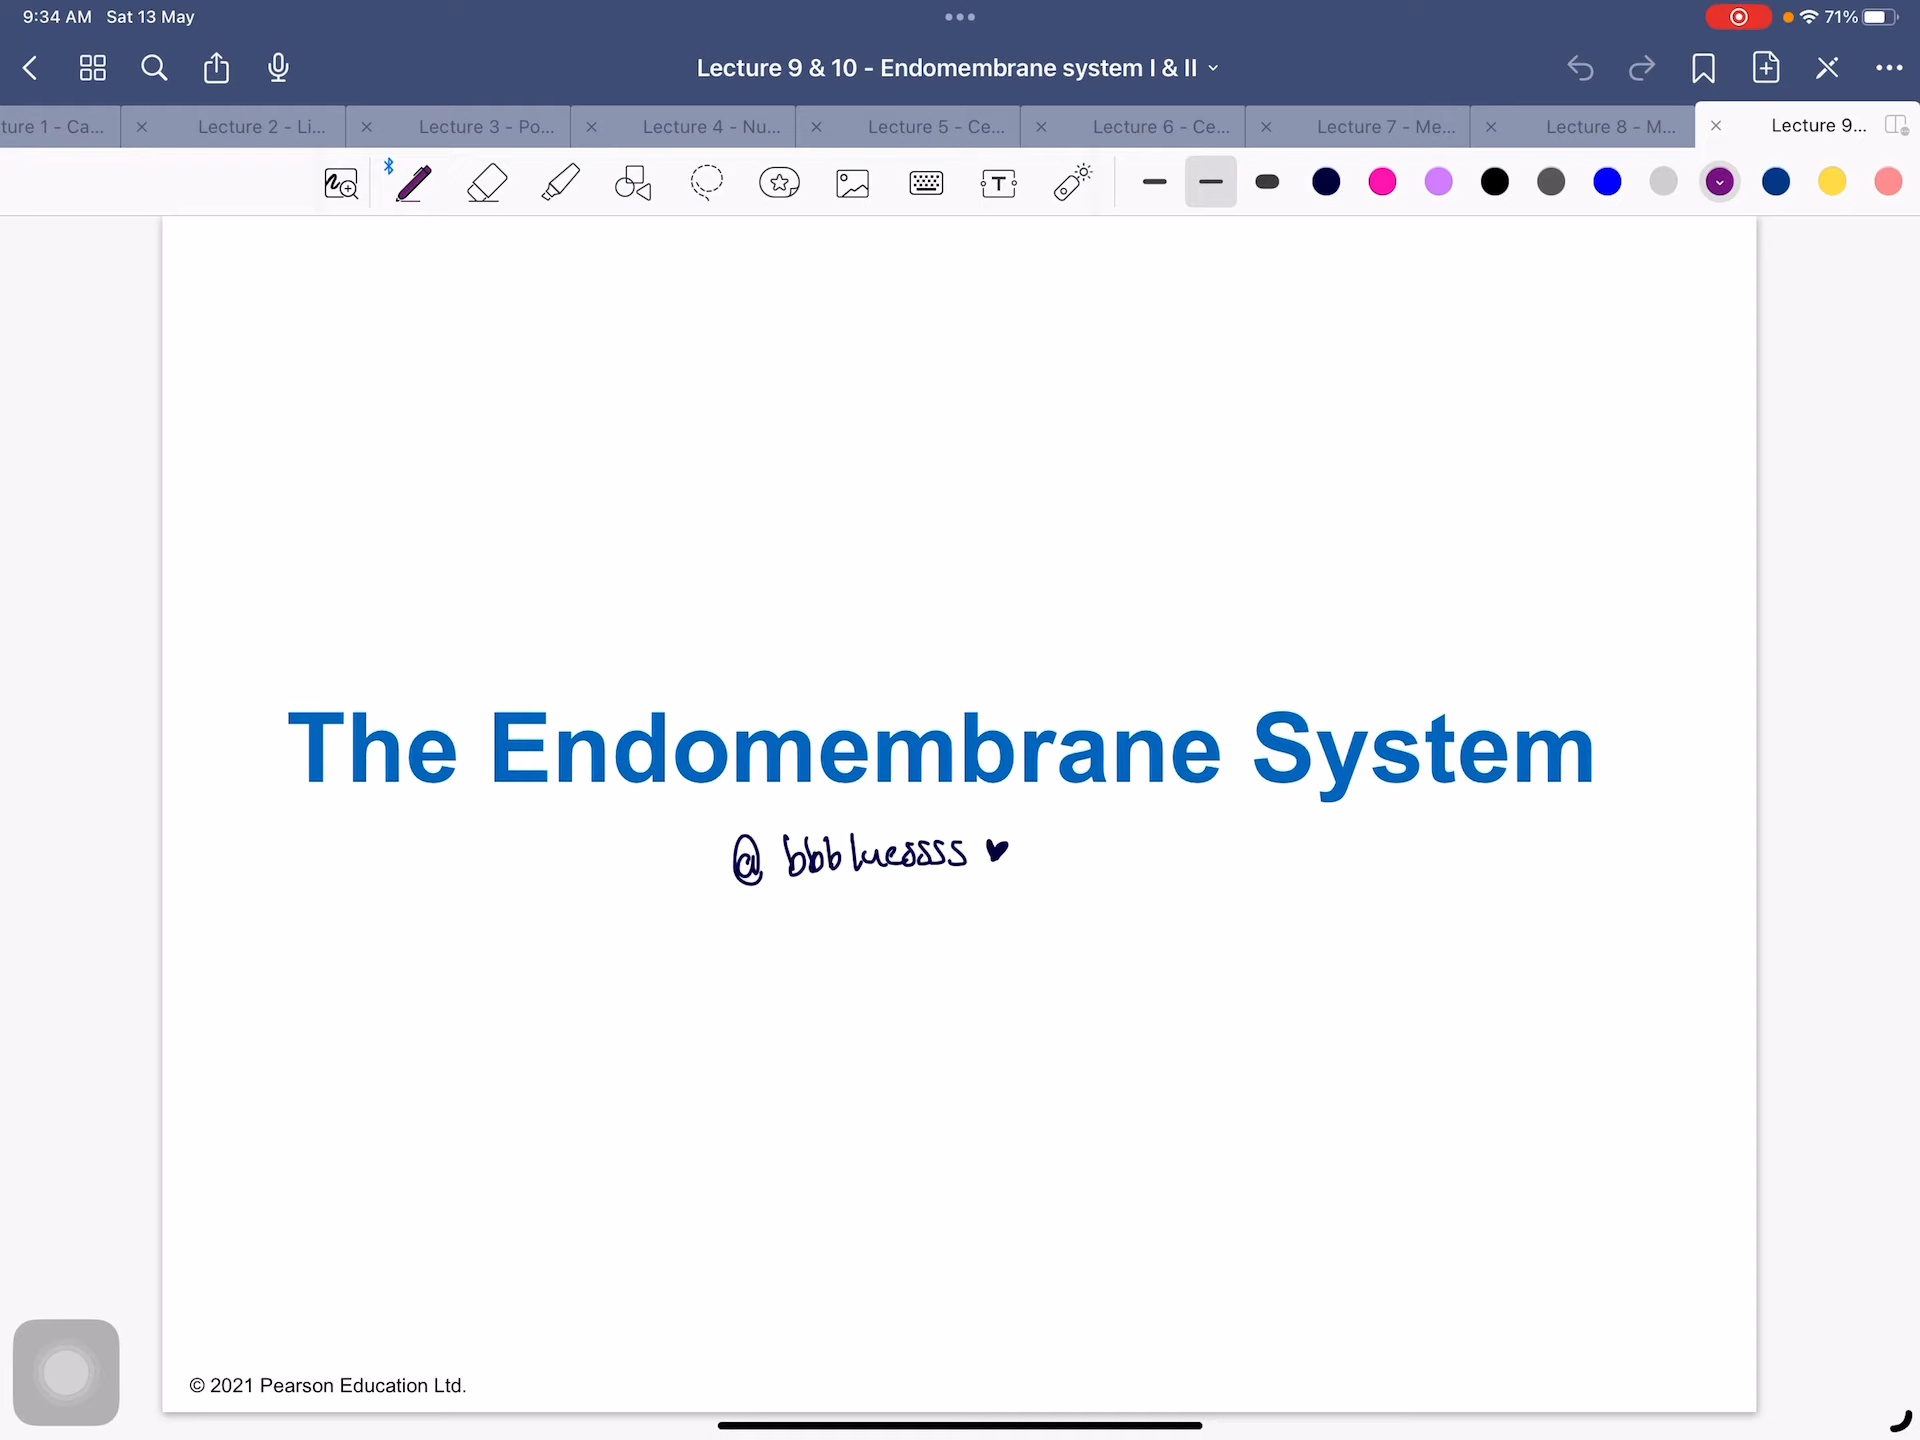 9:34 AM Sat 13 May
71%
Lecture 9 & 10 - Endomembrane system I & II
ture 1 - Ca... Lecture 2 - Li... Lecture 3 - Po... Lecture 4 - Nu... Lecture 5 - Ce... Lecture 6 - Ce... Lecture 7 - Me... Lecture 8 - M... Lecture 9...
The Endomembrane System
@
© 2021 Pearson Education Ltd.